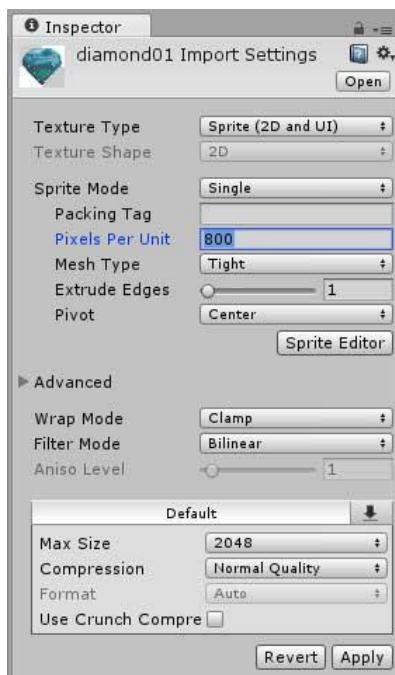 Inspector
diamond01 Import Settings
Open
Texture Type Sprite (2D and UI)
Texture Shape 2D
Sprite Mode Single
Packing Tag
Pixels Per Unit 800
Mesh Type Tight
Extrude Edges 1
Pivot Center
Sprite Editor
Advanced
Wrap Mode Clamp
Filter Mode Bilinear
Aniso Level 1
Default
Max Size 2048
Compression Normal Quality
Format Auto
Use Crunch Compre
Revert Apply